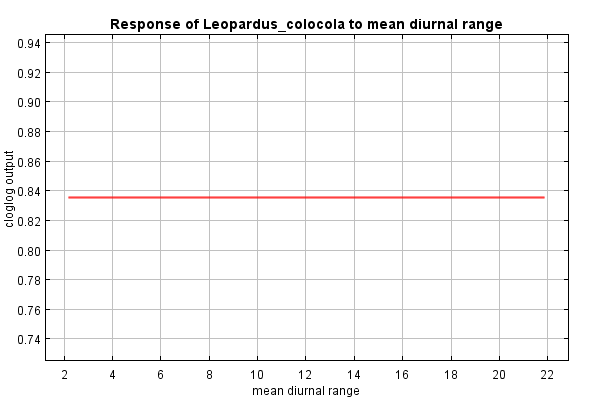 Response of Leopardus_colocola to mean diurnal range
cloglog output
0.94
0.92
0.90
0.88
0.86
0.84
0.82
0.80
0.78
0.76
0.74
2 4 6 8 10 12 14 16 18 20 22
mean diurnal range